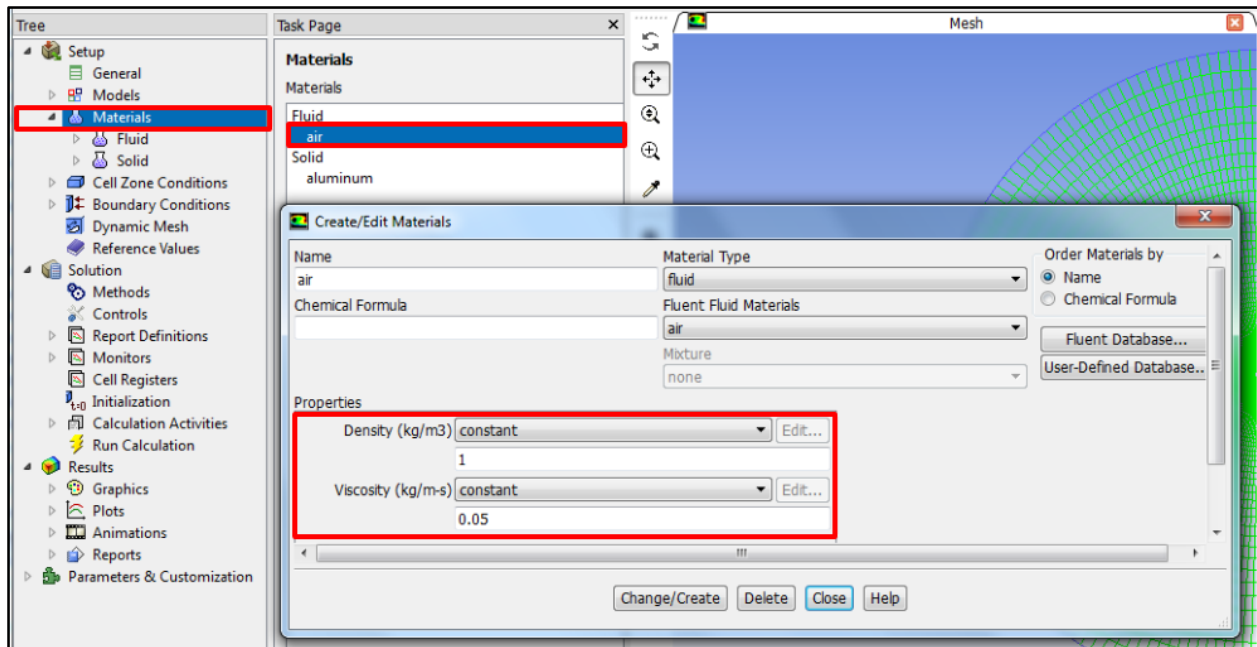 Tree
Setup
General
Models
Materials
Fluid
Solid
Cell Zone Conditions
Boundary Conditions
Dynamic Mesh
Reference Values
Solution
Methods
Controls
Report Definitions
Monitors
Cell Registers
t=0 Initialization
Calculation Activities
Run Calculation
Results
Graphics
Plots
Animations
Reports
Parameters & Customization
Task Page
Materials
Materials
Fluid
air
Solid
aluminum
Mesh
Create/Edit Materials
Name
air
Chemical Formula
Material Type
fluid
Fluent Fluid Materials
air
Mixture
none
Order Materials by
Name
Chemical Formula
Fluent Database...
User-Defined Database..
Properties
Density (kg/m3) constant Edit...
1
Viscosity (kg/m-s) constant Edit...
0.05
Change/Create Delete Close Help